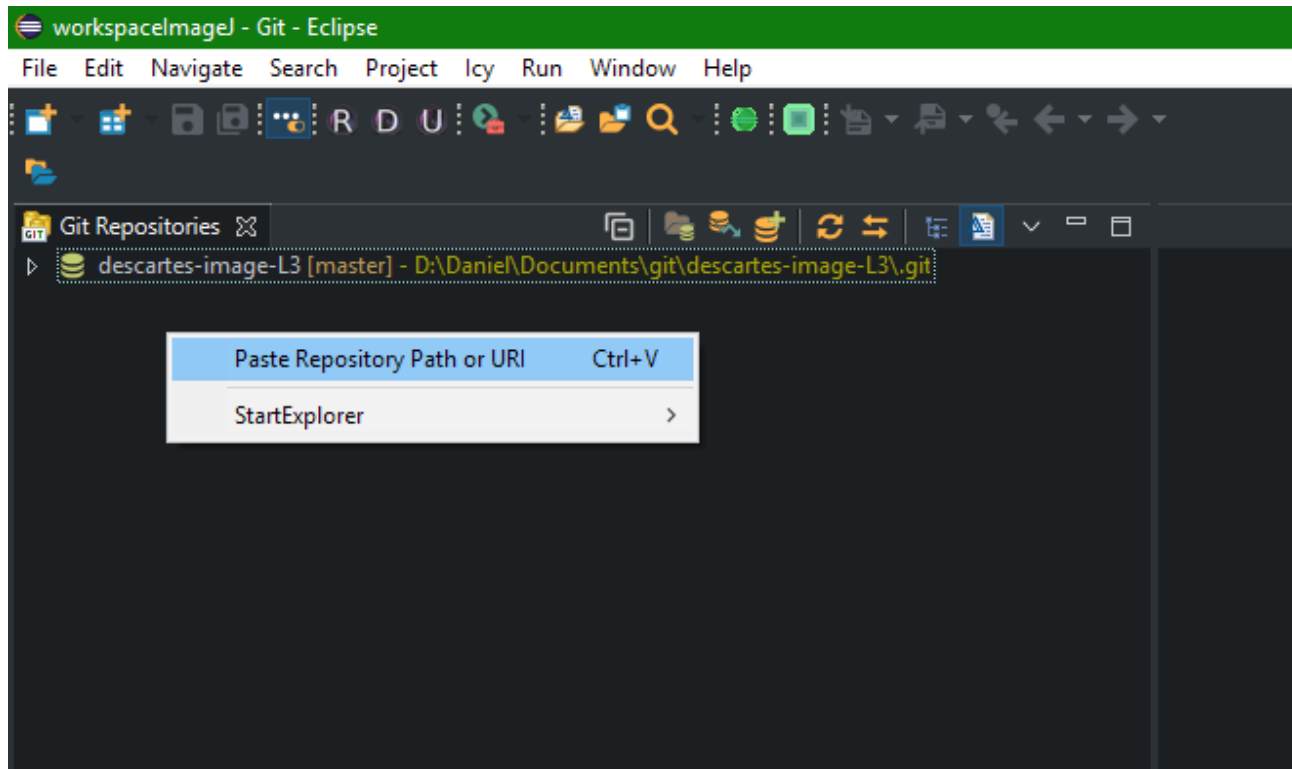 workspaceImageJ - Git - Eclipse
File Edit Navigate Search Project Icy Run Window Help
R D U
GIT Git Repositories
descartes-image-L3 [master] - D:\Daniel\Documents\git\descartes-image-L3\.git
Paste Repository Path or URI Ctrl+V
StartExplorer